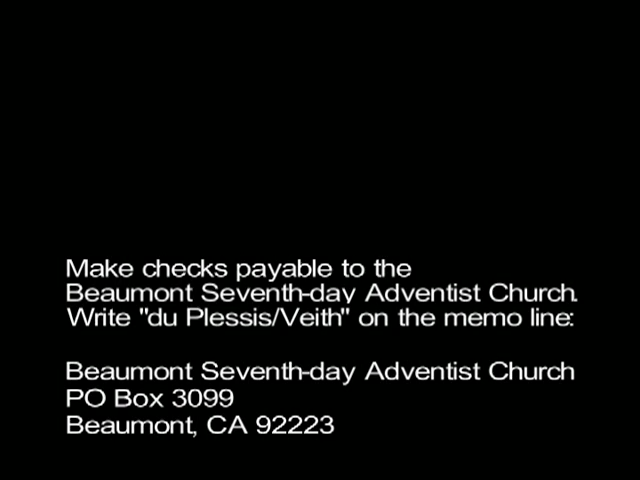 Make checks payable to the
Beaumont Seventh-day Adventist Church.
Write "du Plessis/Veith" on the memo line:
Beaumont Seventh-day Adventist Church
PO Box 3099
Beaumont, CA 92223